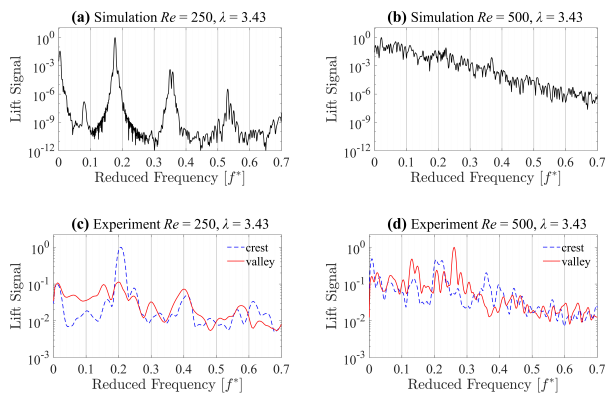 (a) Simulation Re = 250, λ = 3.43
10^0
10^-3
10^-6
10^-9
10^-12
Lift Signal
0 0.1 0.2 0.3 0.4 0.5 0.6 0.7
Reduced Frequency [f*]
(b) Simulation Re = 500, λ = 3.43
10^0
10^-3
10^-6
10^-9
10^-12
Lift Signal
0 0.1 0.2 0.3 0.4 0.5 0.6 0.7
Reduced Frequency [f*]
(c) Experiment Re = 250, λ = 3.43
crest
valley
10^0
10^-1
10^-2
10^-3
Lift Signal
0 0.1 0.2 0.3 0.4 0.5 0.6 0.7
Reduced Frequency [f*]
(d) Experiment Re = 500, λ = 3.43
crest
valley
10^0
10^-1
10^-2
10^-3
Lift Signal
0 0.1 0.2 0.3 0.4 0.5 0.6 0.7
Reduced Frequency [f*]